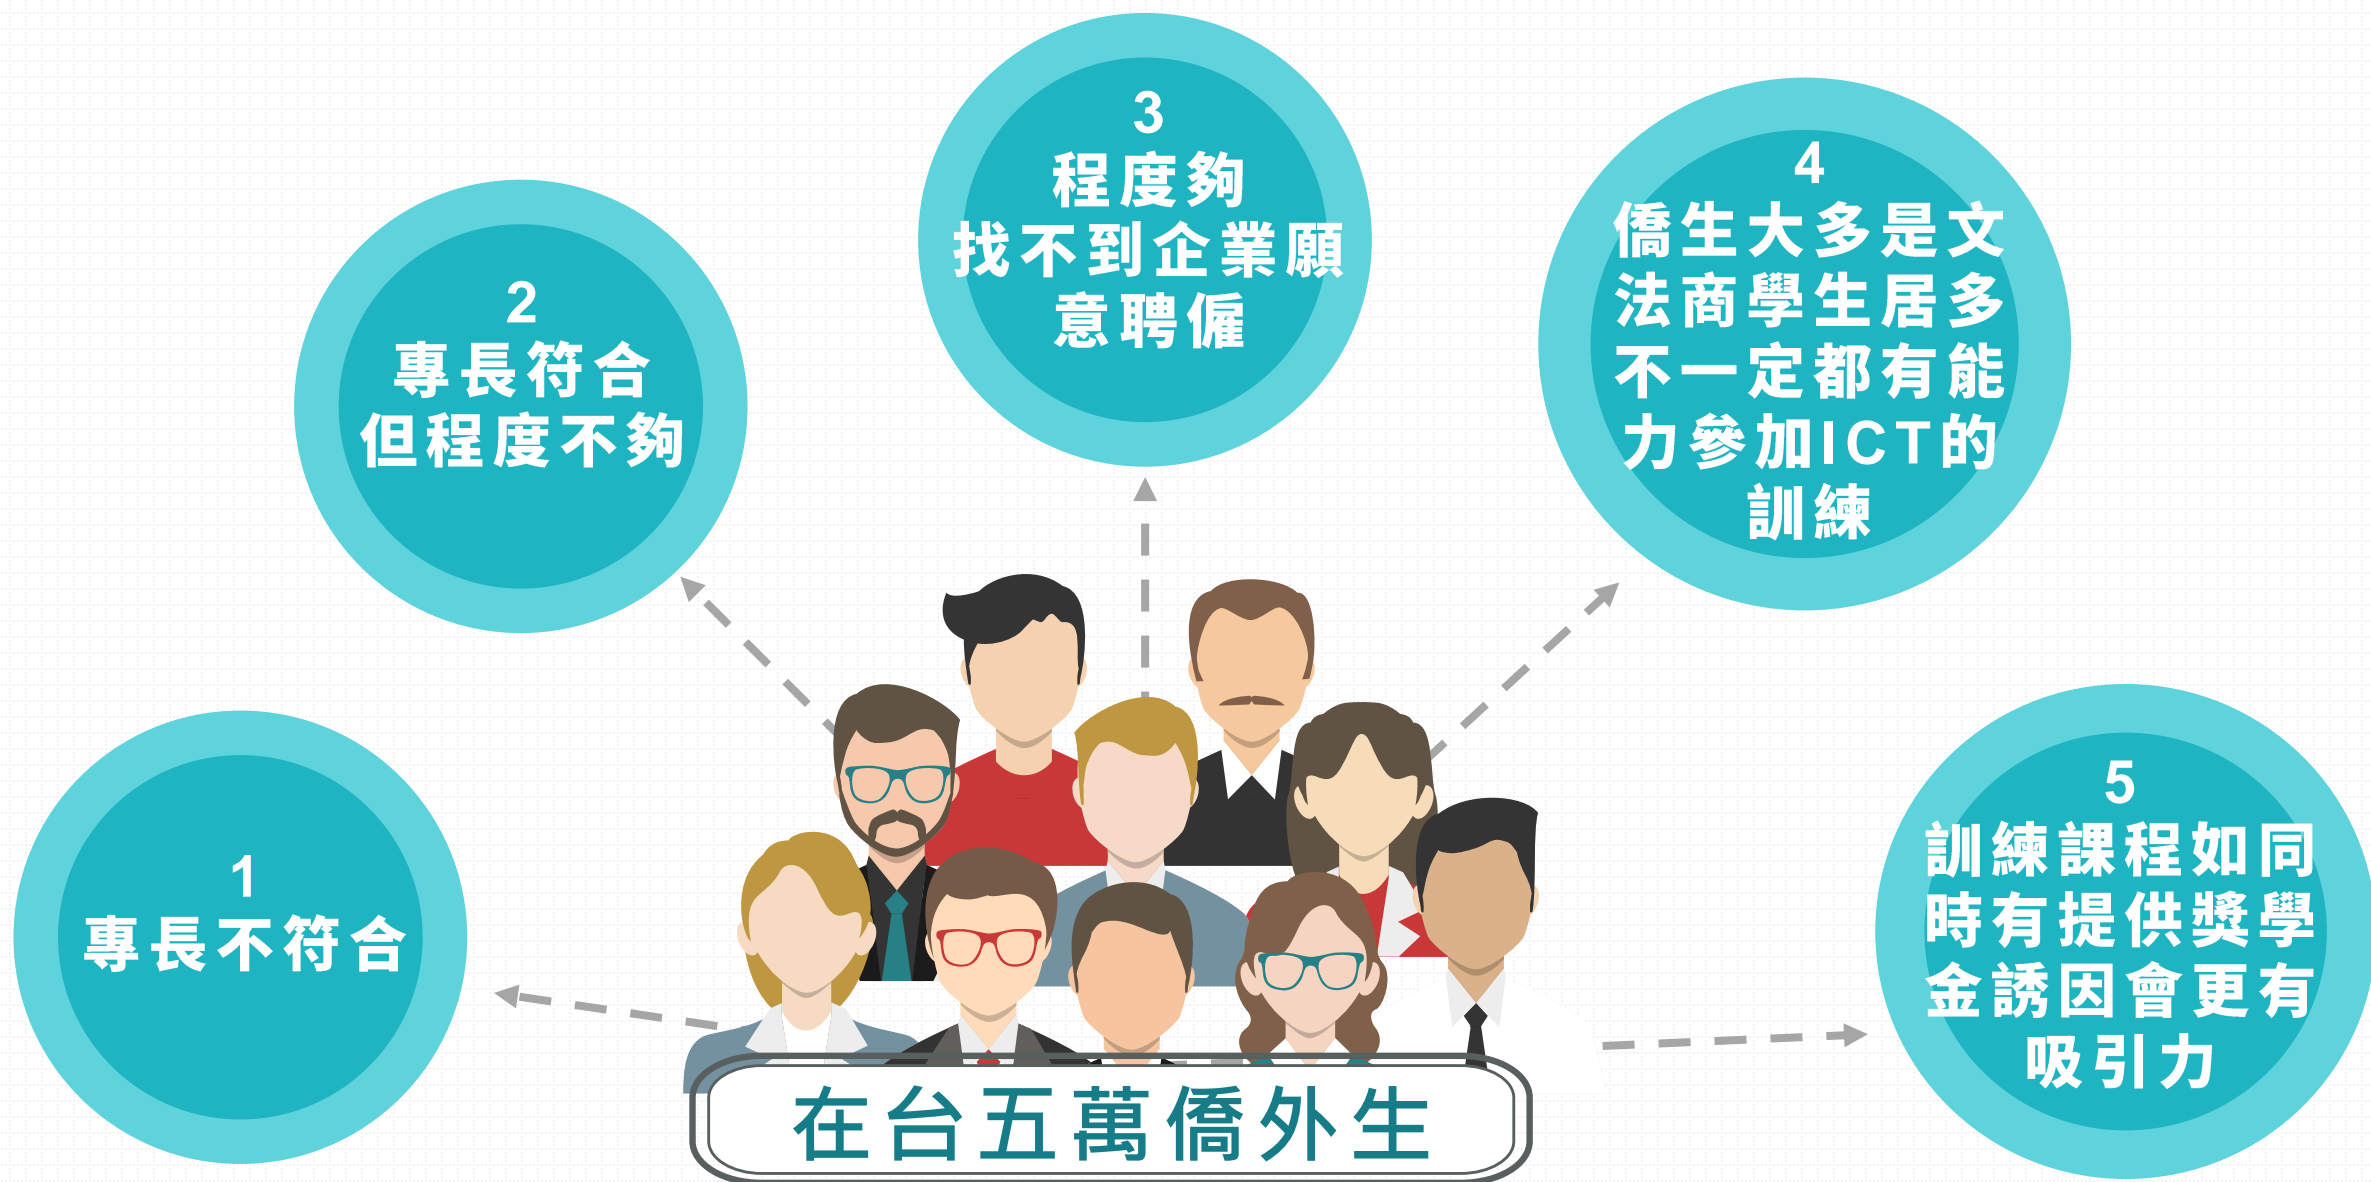 1
專長不符合
2
專長符合
但程度不夠
3
程度夠
找不到企業願
意聘僱
4
僑生大多是文
法商學生居多
不一定都有能
力參加ICT的
訓練
5
訓練課程如同
時有提供獎學
金誘因會更有
吸引力
在台五萬僑外生